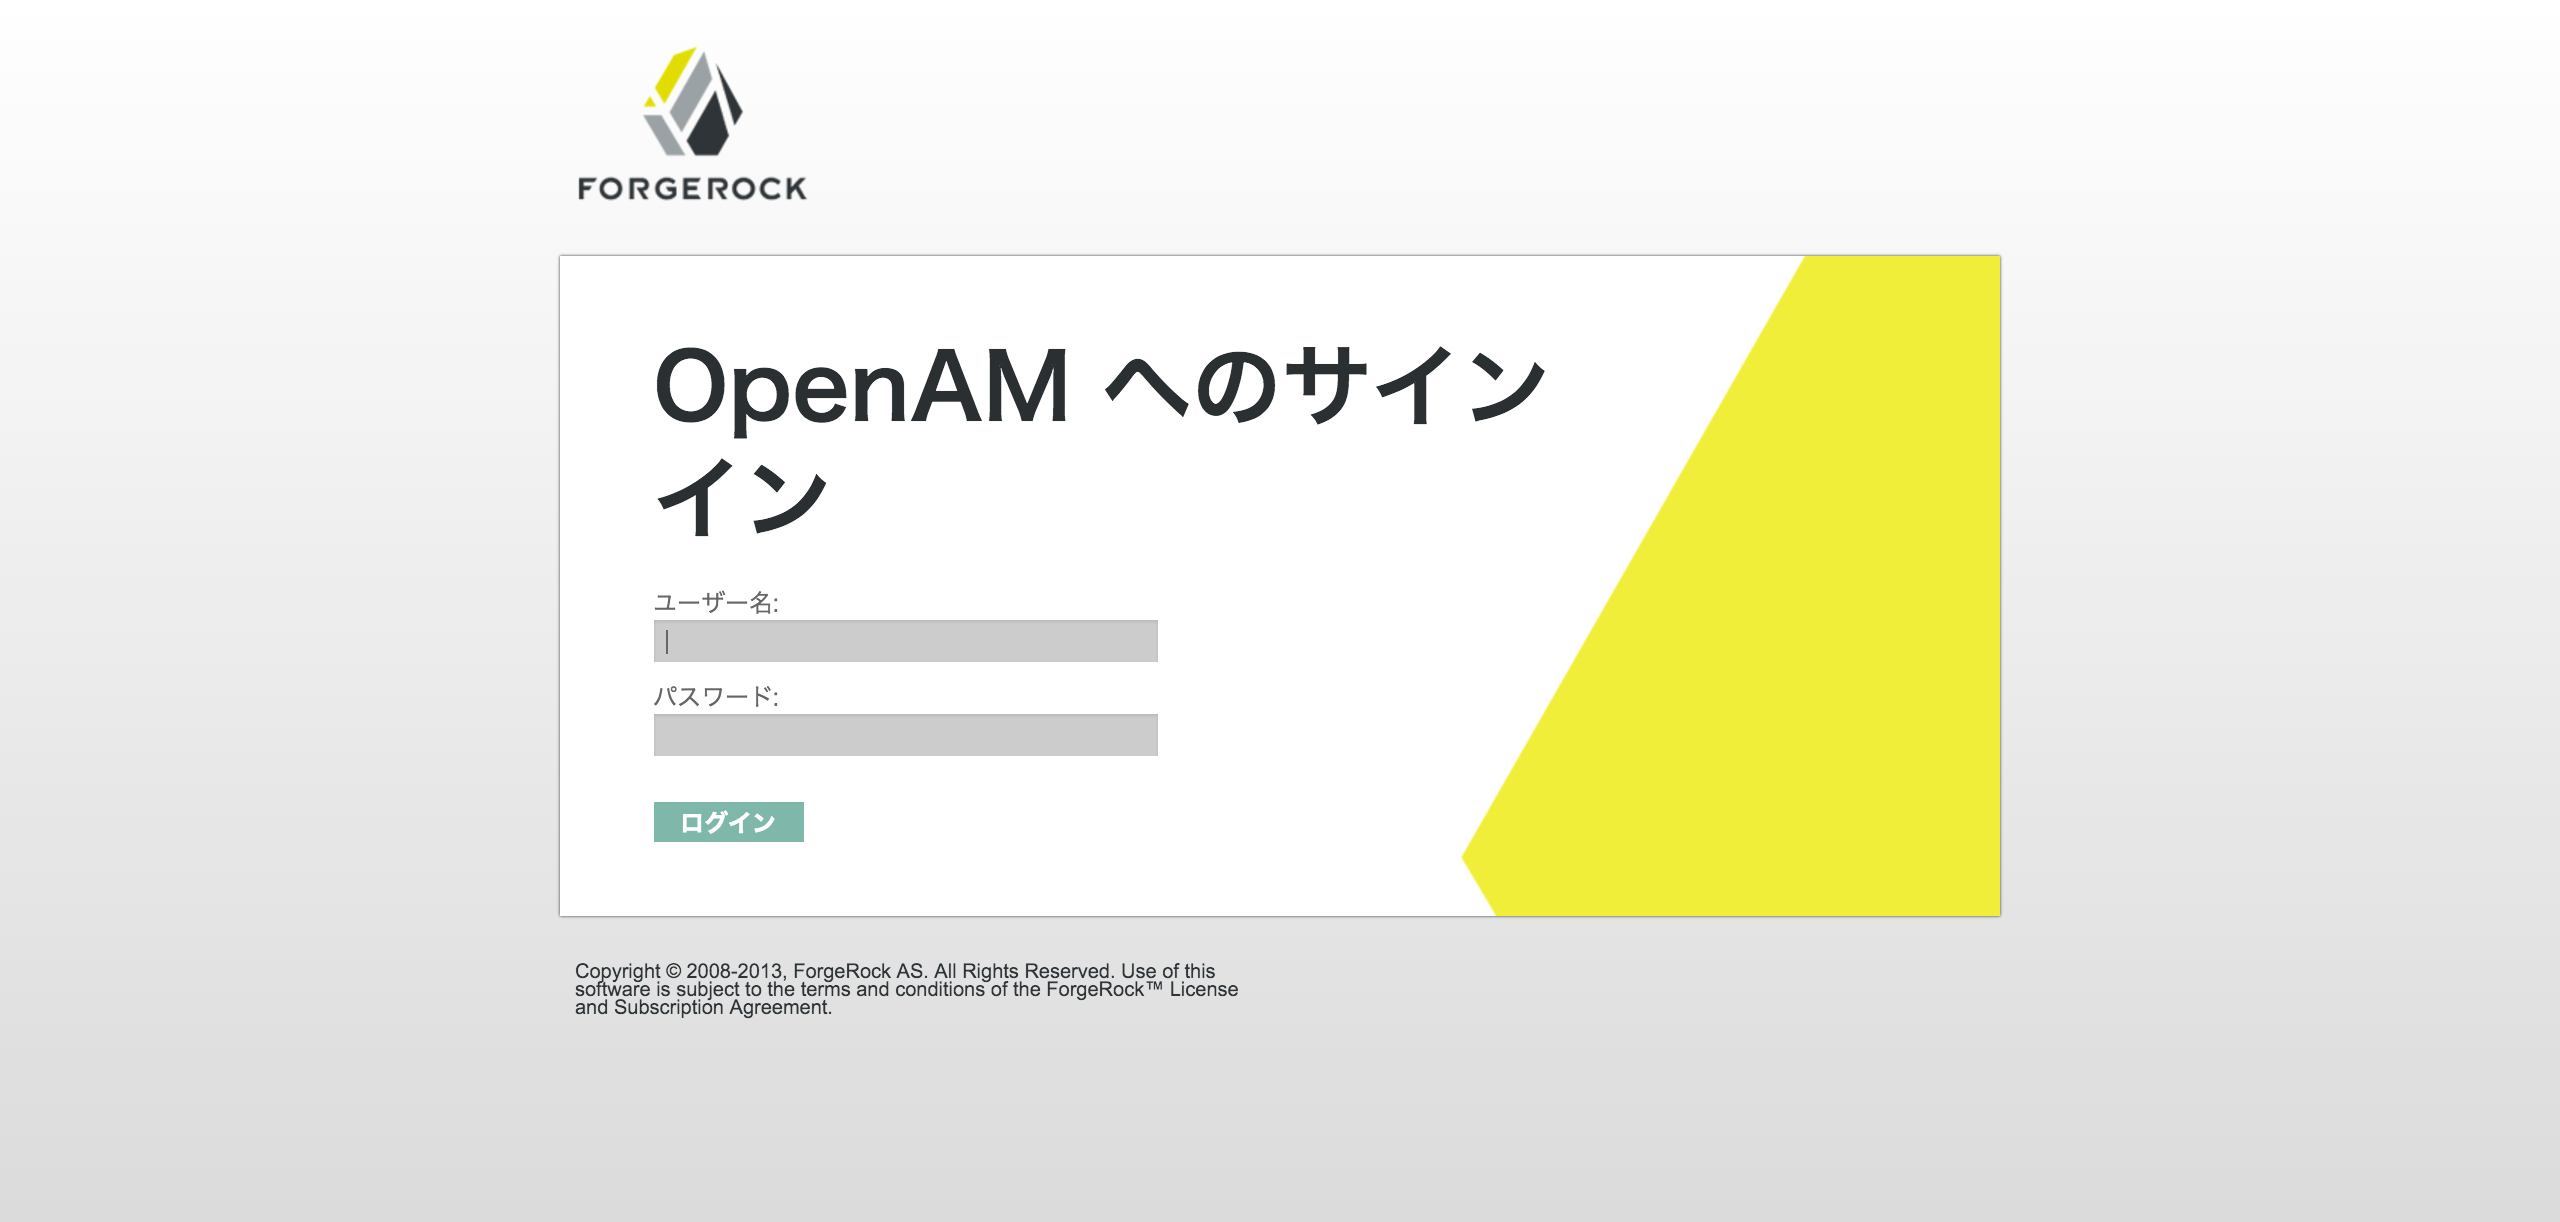 FORGEROCK
OpenAM へのサイン
イン
ユーザー名:
パスワード:
ログイン
Copyright © 2008-2013, ForgeRock AS. All Rights Reserved. Use of this
software is subject to the terms and conditions of the ForgeRock™ License
and Subscription Agreement.